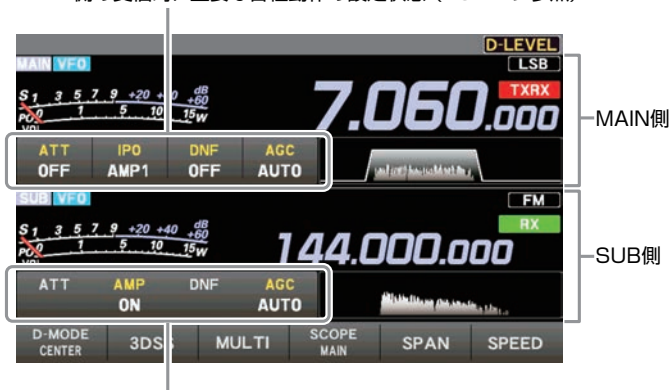 D-LEVEL
MAIN VFO
LSB
S 1 3 5 7 9 +20 +40 +60 dB
PO 0 1 5 10 15 W
7.060.000
TXRX
MAIN側
ATT IPO DNF AGC
OFF AMP1 OFF AUTO
SUB VFO
FM
S 1 3 5 7 9 +20 +40 +60 dB
PO 0 1 5 10 15 W
144.000.000
RX
SUB側
ATT AMP DNF AGC
ON AUTO
D-MODE 3DSS MULTI SCOPE SPAN SPEED
CENTER MAIN